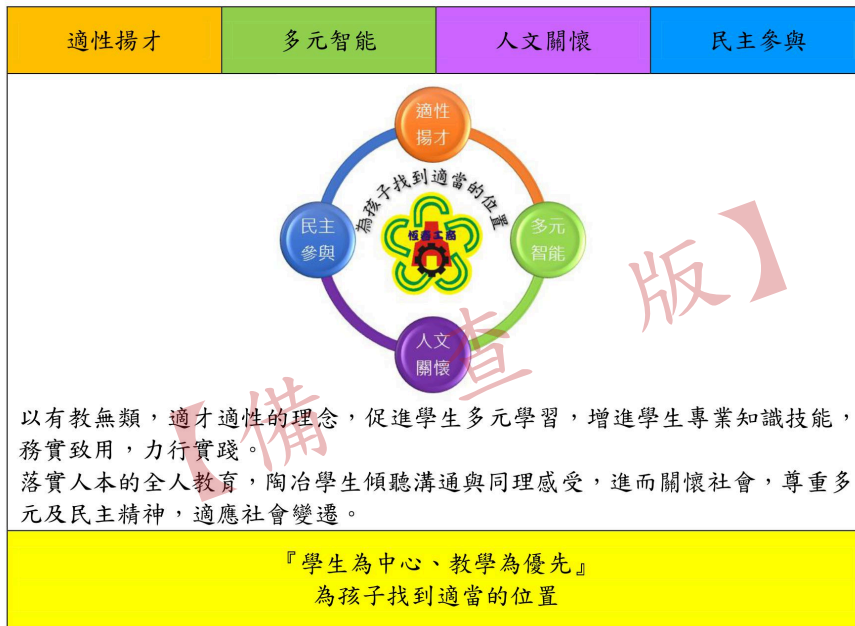 適性揚才 多元智能 人文關懷 民主參與
適性
揚才
為孩子找到適當的位置
民主
參與
恆春工商
多元
智能
人文
關懷
【備查版】
以有教無類，適才適性的理念，促進學生多元學習，增進學生專業知識技能，
務實致用，力行實踐。
落實人本的全人教育，陶冶學生傾聽溝通與同理感受，進而關懷社會，尊重多
元及民主精神，適應社會變遷。
『學生為中心、教學為優先』
為孩子找到適當的位置